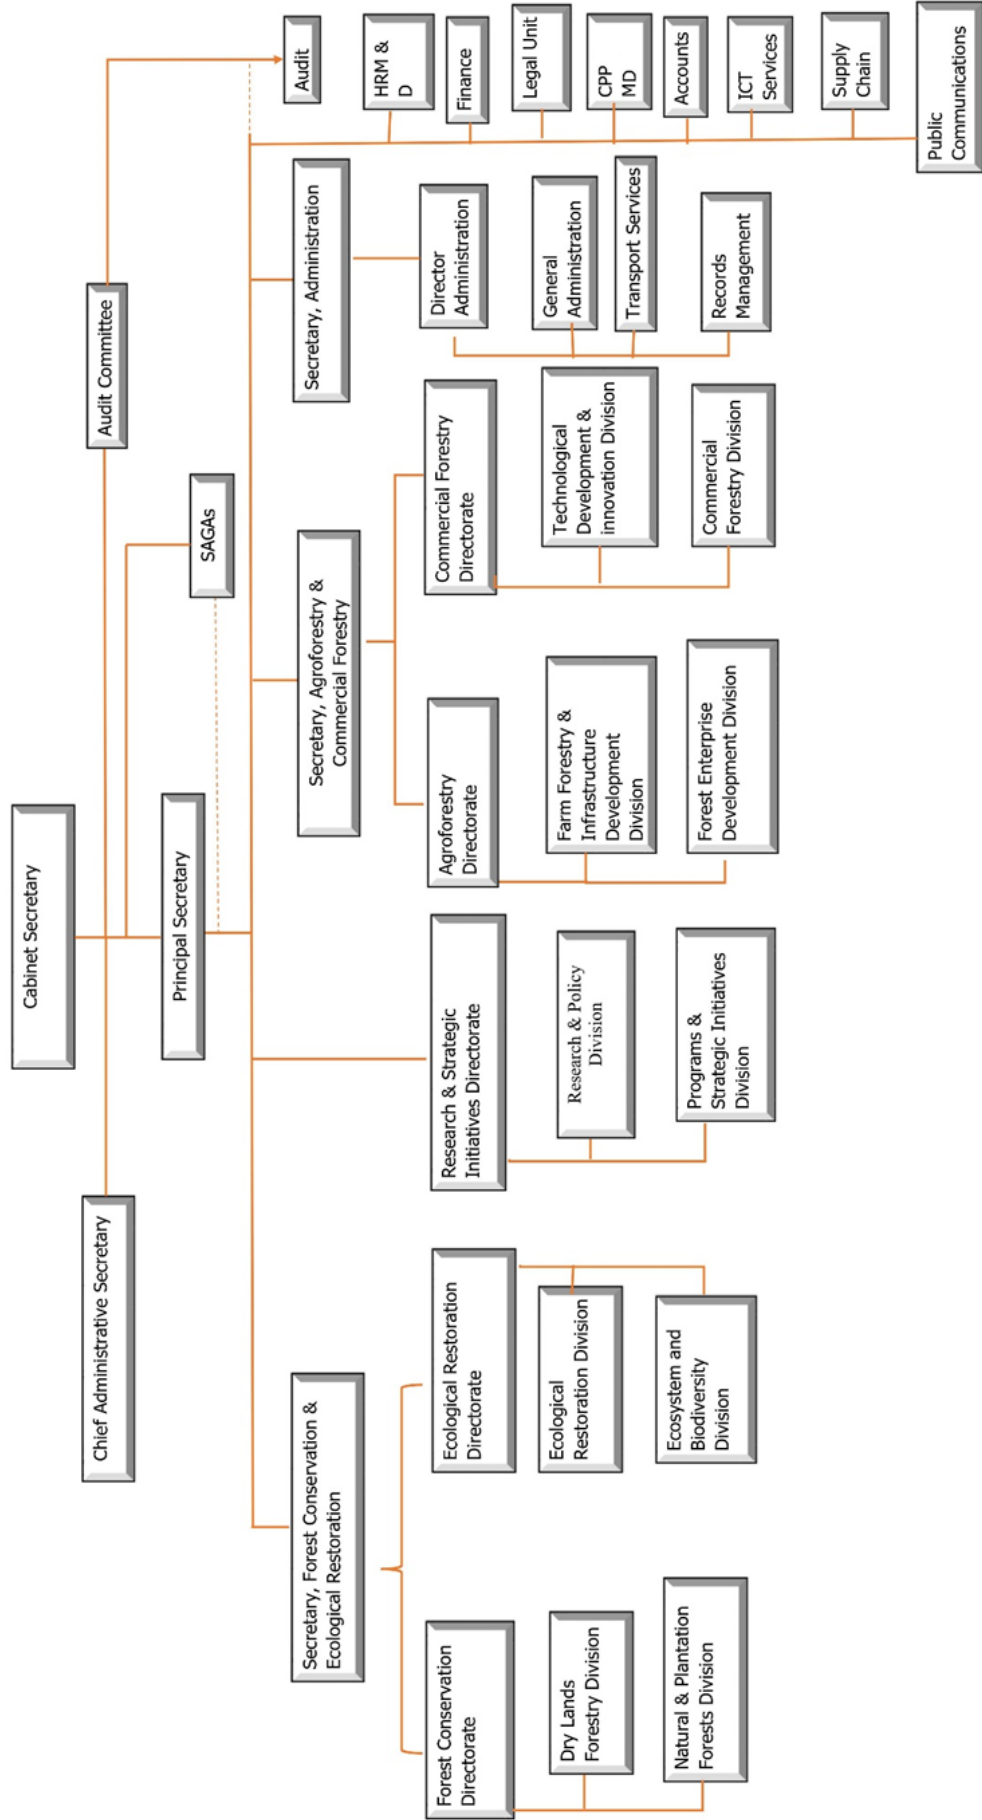 Cabinet Secretary
Chief Administrative Secretary
Audit Committee
Principal Secretary
SAGAs
Audit
Secretary, Forest Conservation &
Ecological Restoration
Secretary, Agroforestry &
Commercial Forestry
Secretary, Administration
Forest Conservation
Directorate
Dry Lands
Forestry Division
Natural & Plantation
Forests Division
Ecological Restoration
Directorate
Ecological
Restoration Division
Ecosystem and
Biodiversity
Division
Research & Strategic
Initiatives Directorate
Research & Policy
Division
Programs &
Strategic Initiatives
Division
Agroforestry
Directorate
Farm Forestry &
Infrastructure
Development
Division
Forest Enterprise
Development Division
Commercial Forestry
Directorate
Technological
Development &
innovation Division
Commercial
Forestry Division
Director
Administration
General
Administration
Transport Services
Records
Management
HRM &
D
Finance
Legal Unit
CPP
MD
Accounts
ICT
Services
Supply
Chain
Public
Communications